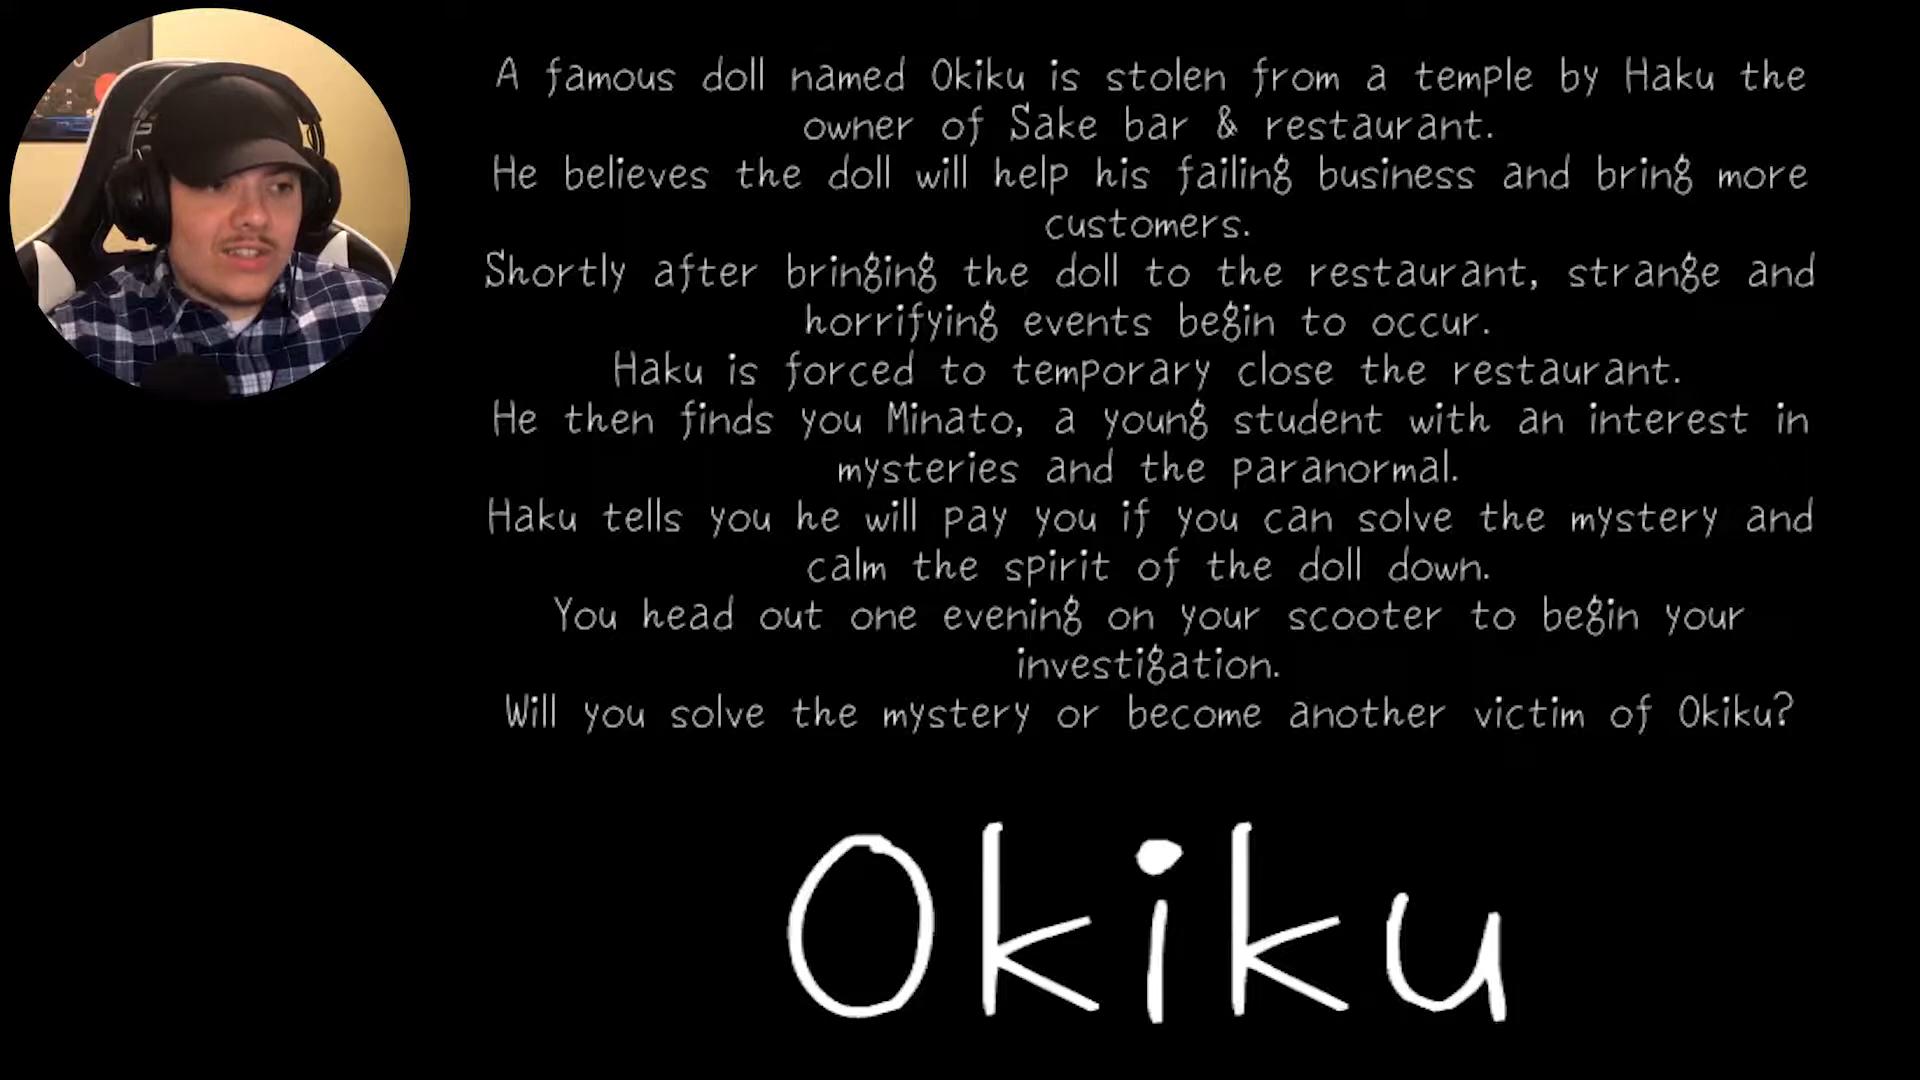 A famous doll named Okiku is stolen from a temple by Haku the
owner of Sake bar & restaurant.
He believes the doll will help his failing business and bring more
customers.
Shortly after bringing the doll to the restaurant, strange and
horrifying events begin to occur.
Haku is forced to temporary close the restaurant.
He then finds you Minato, a young student with an interest in
mysteries and the paranormal.
Haku tells you he will pay you if you can solve the mystery and
calm the spirit of the doll down.
You head out one evening on your scooter to begin your
investigation.
Will you solve the mystery or become another victim of Okiku?
Okiku